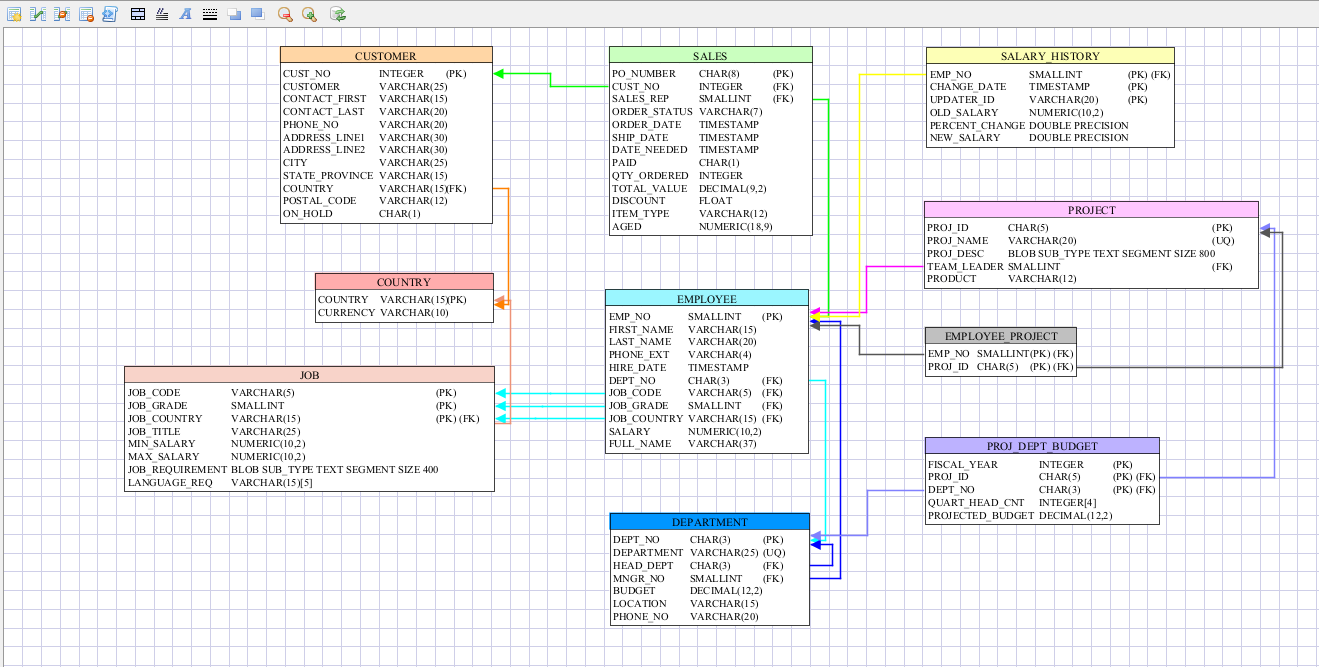 CUSTOMER
CUST_NO INTEGER (PK)
CUSTOMER VARCHAR(25)
CONTACT_FIRST VARCHAR(15)
CONTACT_LAST VARCHAR(20)
PHONE_NO VARCHAR(20)
ADDRESS_LINE1 VARCHAR(30)
ADDRESS_LINE2 VARCHAR(30)
CITY VARCHAR(25)
STATE_PROVINCE VARCHAR(15)
COUNTRY VARCHAR(15)(FK)
POSTAL_CODE VARCHAR(12)
ON_HOLD CHAR(1)
SALES
PO_NUMBER CHAR(8) (PK)
CUST_NO INTEGER (FK)
SALES_REP SMALLINT (FK)
ORDER_STATUS VARCHAR(7)
ORDER_DATE TIMESTAMP
SHIP_DATE TIMESTAMP
DATE_NEEDED TIMESTAMP
PAID CHAR(1)
QTY_ORDERED INTEGER
TOTAL_VALUE DECIMAL(9,2)
DISCOUNT FLOAT
ITEM_TYPE VARCHAR(12)
AGED NUMERIC(18,9)
SALARY_HISTORY
EMP_NO SMALLINT (PK) (FK)
CHANGE_DATE TIMESTAMP (PK)
UPDATER_ID VARCHAR(20) (PK)
OLD_SALARY NUMERIC(10,2)
PERCENT_CHANGE DOUBLE PRECISION
NEW_SALARY DOUBLE PRECISION
PROJECT
PROJ_ID CHAR(5) (PK)
PROJ_NAME VARCHAR(20) (UQ)
PROJ_DESC BLOB SUB_TYPE TEXT SEGMENT SIZE 800
TEAM_LEADER SMALLINT (FK)
PRODUCT VARCHAR(12)
COUNTRY
COUNTRY VARCHAR(15)(PK)
CURRENCY VARCHAR(10)
EMPLOYEE
EMP_NO SMALLINT (PK)
FIRST_NAME VARCHAR(15)
LAST_NAME VARCHAR(20)
PHONE_EXT VARCHAR(4)
HIRE_DATE TIMESTAMP
DEPT_NO CHAR(3) (FK)
JOB_CODE VARCHAR(5) (FK)
JOB_GRADE SMALLINT (FK)
JOB_COUNTRY VARCHAR(15) (FK)
SALARY NUMERIC(10,2)
FULL_NAME VARCHAR(37)
EMPLOYEE_PROJECT
EMP_NO SMALLINT(PK) (FK)
PROJ_ID CHAR(5) (PK) (FK)
JOB
JOB_CODE VARCHAR(5) (PK)
JOB_GRADE SMALLINT (PK)
JOB_COUNTRY VARCHAR(15) (PK) (FK)
JOB_TITLE VARCHAR(25)
MIN_SALARY NUMERIC(10,2)
MAX_SALARY NUMERIC(10,2)
JOB_REQUIREMENT BLOB SUB_TYPE TEXT SEGMENT SIZE 400
LANGUAGE_REQ VARCHAR(15)[5]
PROJ_DEPT_BUDGET
FISCAL_YEAR INTEGER (PK)
PROJ_ID CHAR(5) (PK) (FK)
DEPT_NO CHAR(3) (PK) (FK)
QUART_HEAD_CNT INTEGER[4]
PROJECTED_BUDGET DECIMAL(12,2)
DEPARTMENT
DEPT_NO CHAR(3) (PK)
DEPARTMENT VARCHAR(25) (UQ)
HEAD_DEPT CHAR(3) (FK)
MNGR_NO SMALLINT (FK)
BUDGET DECIMAL(12,2)
LOCATION VARCHAR(15)
PHONE_NO VARCHAR(20)